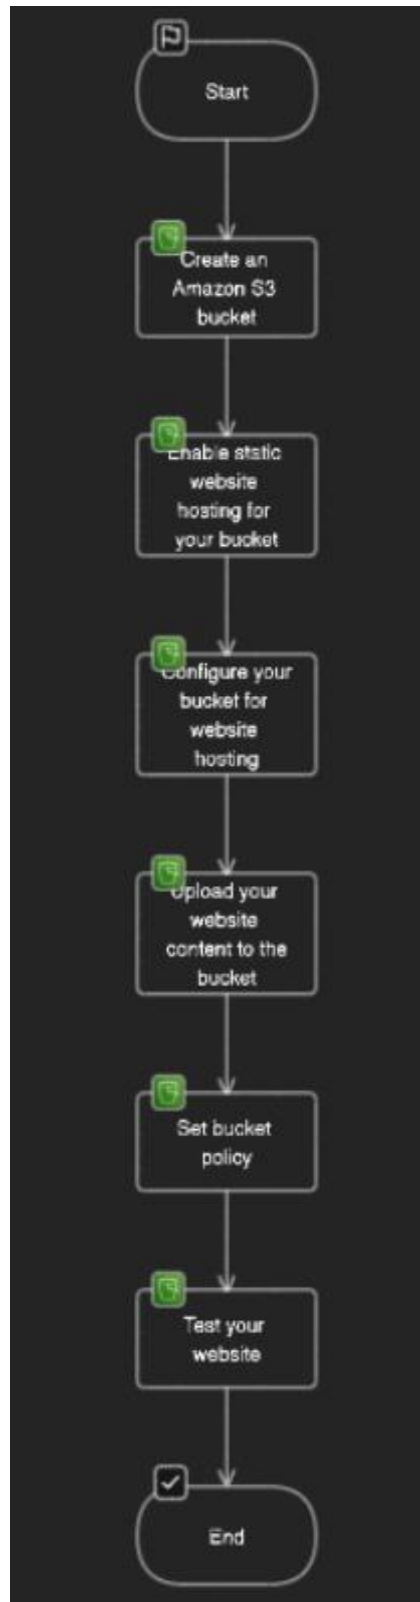 Start
Create an
Amazon S3
bucket
Enable static
website
hosting for
your bucket
Configure your
bucket for
website
hosting
Upload your
website
content to the
bucket
Set bucket
policy
Test your
website
End